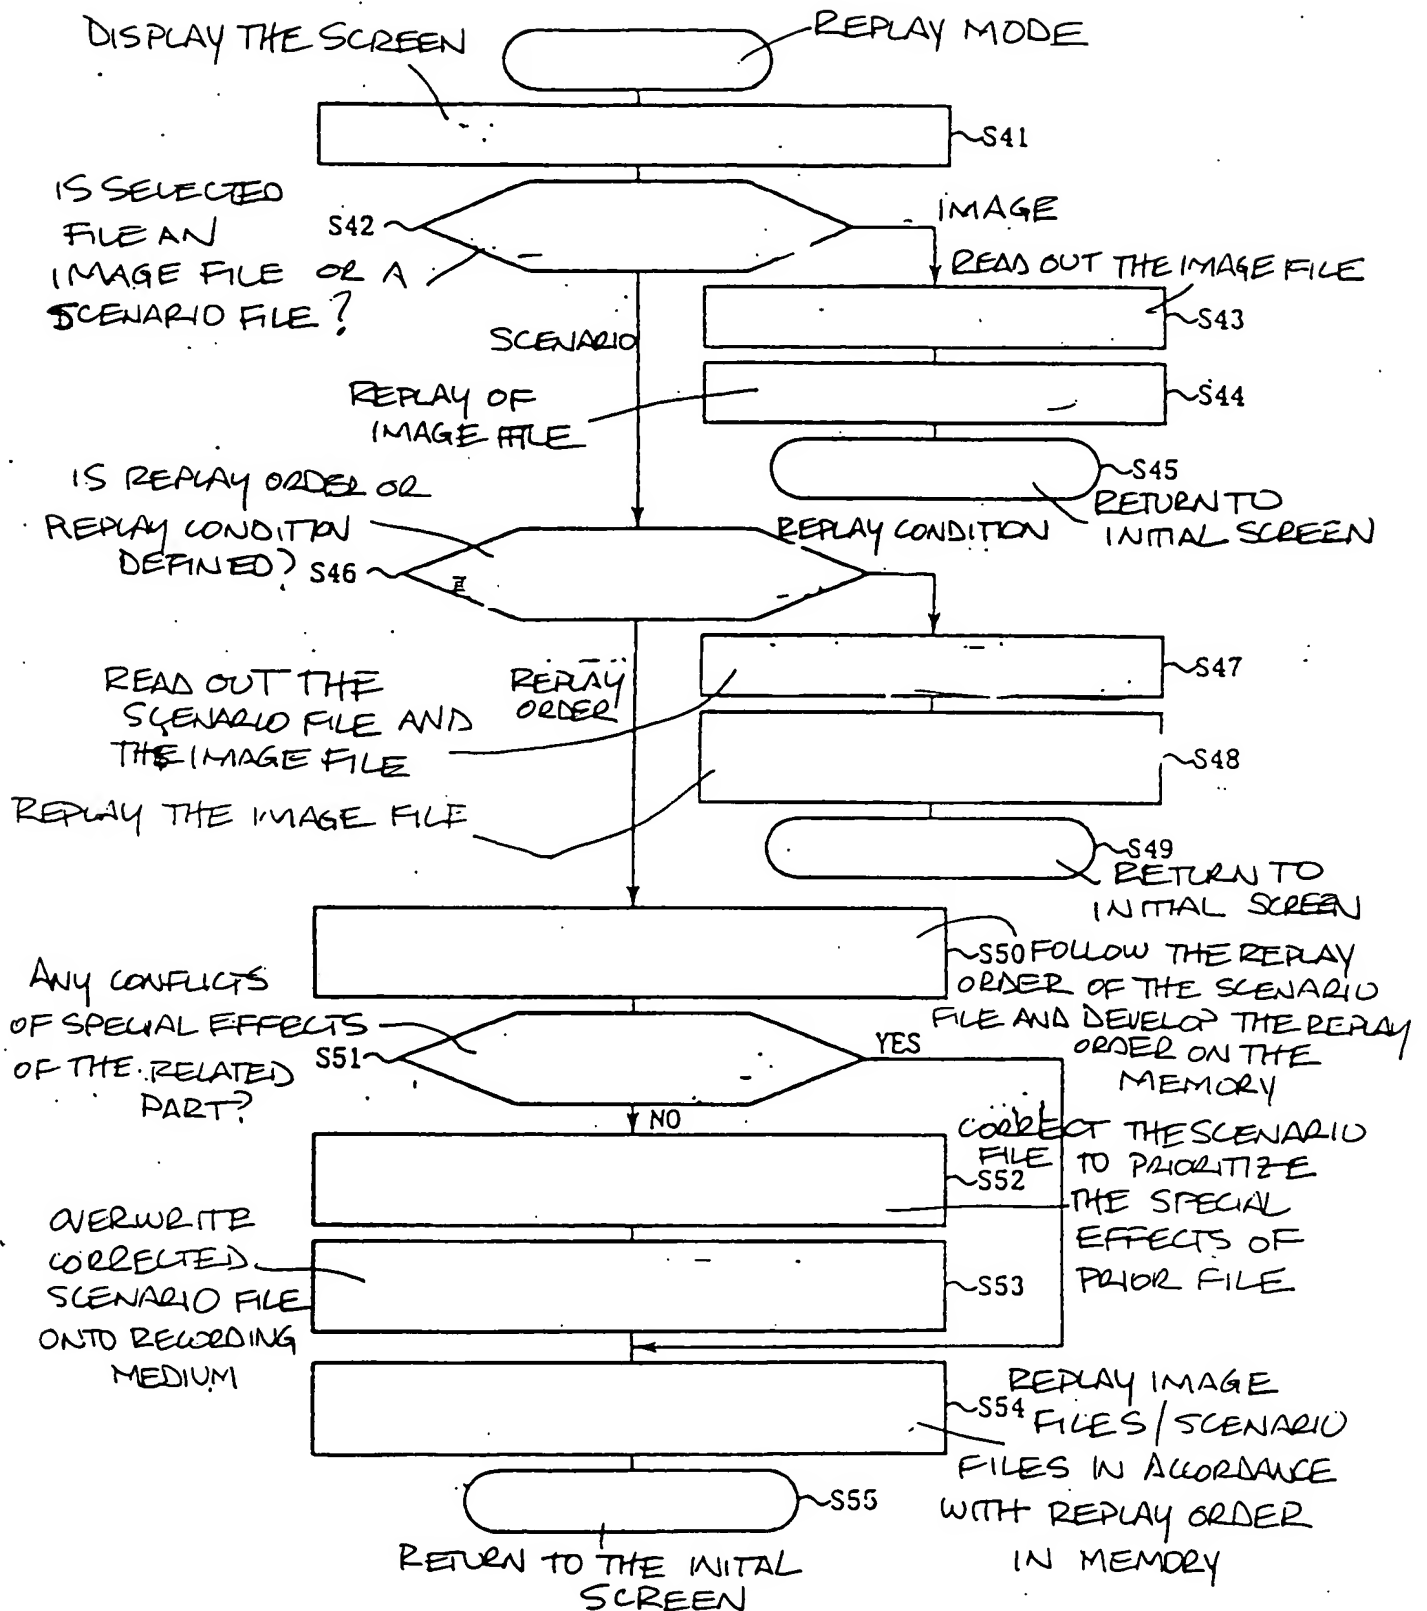 DISPLAY THE SCREEN
REPLAY MODE
S41
IS SELECTED
FILE AN
IMAGE FILE OR A
SCENARIO FILE?
S42
IMAGE
READ OUT THE IMAGE FILE
S43
SCENARIO
REPLAY OF
IMAGE FILE
S44
S45
RETURN TO
INITIAL SCREEN
IS REPLAY ORDER OR
REPLAY CONDITION
DEFINED?
S46
REPLAY CONDITION
S47
READ OUT THE
SCENARIO FILE AND
THE IMAGE FILE
REPLAY
ORDER
S48
REPLAY THE IMAGE FILE
S49
RETURN TO
INITIAL SCREEN
S50 FOLLOW THE REPLAY
ORDER OF THE SCENARIO
FILE AND DEVELOP THE REPLAY
ORDER ON THE
MEMORY
ANY CONFLICTS
OF SPECIAL EFFECTS
OF THE RELATED
PART?
S51
YES
NO
CORRECT THE SCENARIO
FILE TO PRIORITIZE
THE SPECIAL
EFFECTS OF
PRIOR FILE
S52
OVERWRITE
CORRECTED
SCENARIO FILE
ONTO RECORDING
MEDIUM
S53
S54
REPLAY IMAGE
FILES/SCENARIO
FILES IN ACCORDANCE
WITH REPLAY ORDER
IN MEMORY
S55
RETURN TO THE INITAL
SCREEN